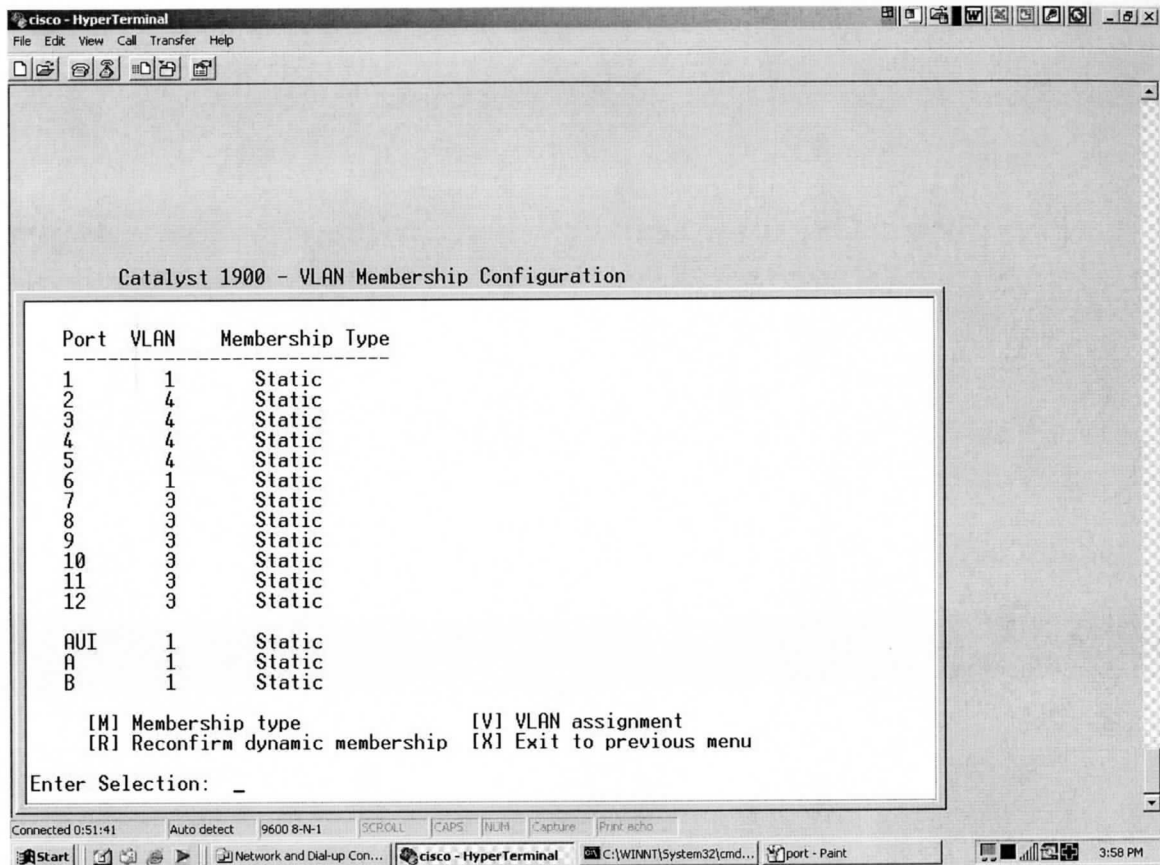 cisco - HyperTerminal
File Edit View Call Transfer Help
Catalyst 1900 - VLAN Membership Configuration
Port VLAN Membership Type
1 1 Static
2 4 Static
3 4 Static
4 4 Static
5 4 Static
6 1 Static
7 3 Static
8 3 Static
9 3 Static
10 3 Static
11 3 Static
12 3 Static
AUI 1 Static
A 1 Static
B 1 Static
[M] Membership type [V] VLAN assignment
[R] Reconfirm dynamic membership [X] Exit to previous menu
Enter Selection: _
Connected 0:51:41 Auto detect 9600 8-N-1 SCROLL CAPS NUM Capture Print echo
Start Network and Dial-up Con... cisco - HyperTerminal C:\WINNT\System32\cmd... port - Paint 3:58 PM